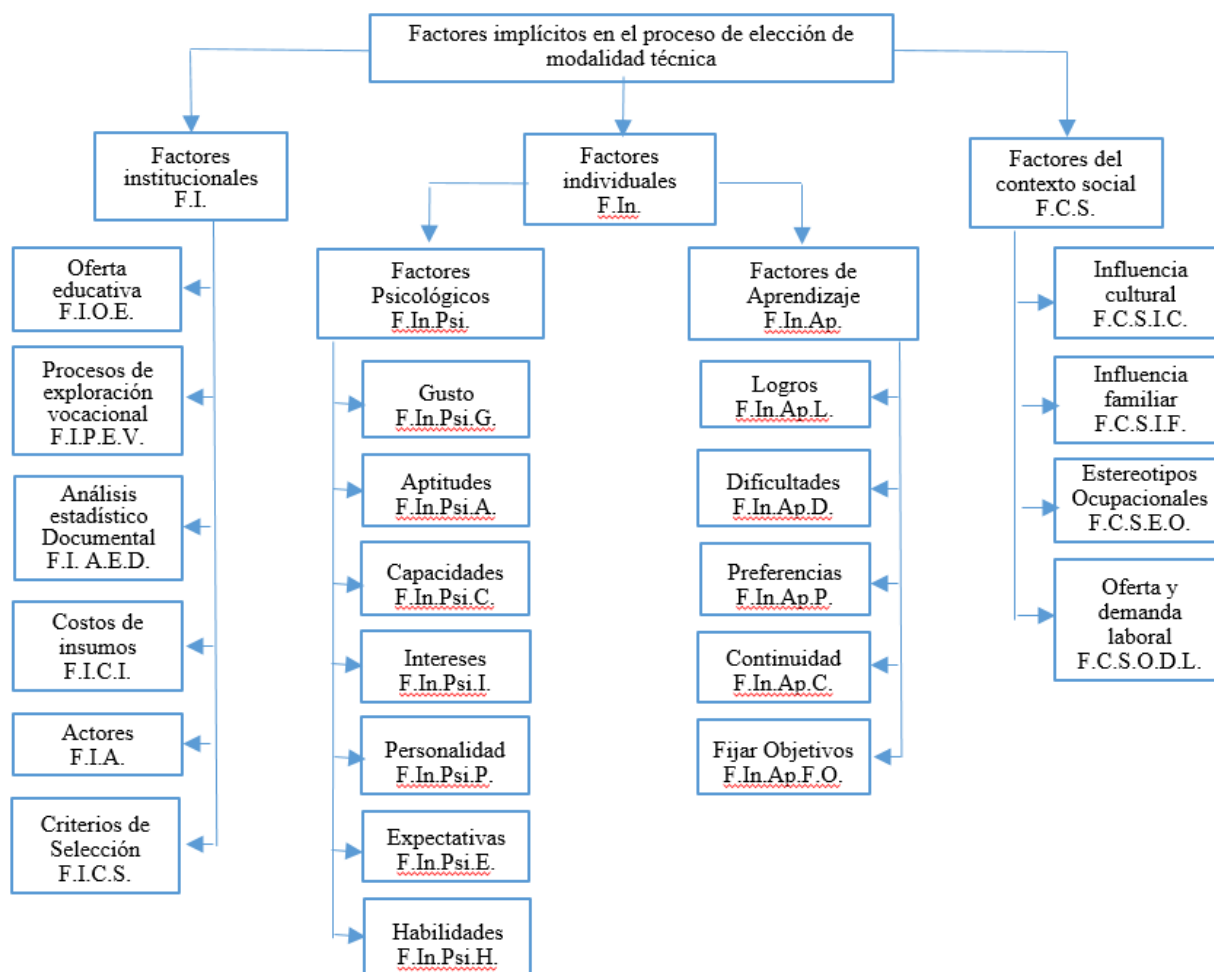 Factores implícitos en el proceso de elección de
modalidad técnica
Factores
institucionales
F.I.
Oferta
educativa
F.I.O.E.
Procesos de
exploración
vocacional
F.I.P.E.V.
Análisis
estadístico
Documental
F.I. A.E.D.
Costos de
insumos
F.I.C.I.
Actores
F.I.A.
Criterios de
Selección
F.I.C.S.
Factores
individuales
F.In.
Factores
Psicológicos
F.In.Psi.
Gusto
F.In.Psi.G.
Aptitudes
F.In.Psi.A.
Capacidades
F.In.Psi.C.
Intereses
F.In.Psi.I.
Personalidad
F.In.Psi.P.
Expectativas
F.In.Psi.E.
Habilidades
F.In.Psi.H.
Factores de
Aprendizaje
F.In.Ap.
Logros
F.In.Ap.L.
Dificultades
F.In.Ap.D.
Preferencias
F.In.Ap.P.
Continuidad
F.In.Ap.C.
Fijar Objetivos
F.In.Ap.F.O.
Factores del
contexto social
F.C.S.
Influencia
cultural
F.C.S.I.C.
Influencia
familiar
F.C.S.I.F.
Estereotipos
Ocupacionales
F.C.S.E.O.
Oferta y
demanda
laboral
F.C.S.O.D.L.